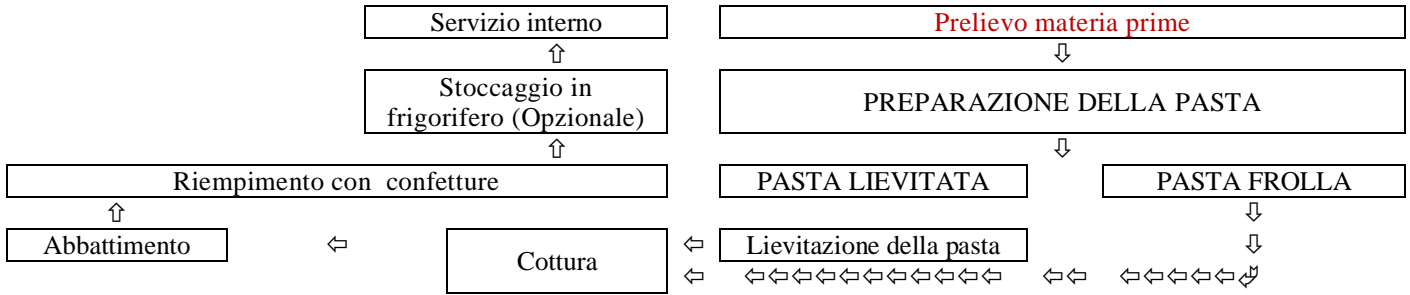 Servizio interno
Prelievo materia prime
Stoccaggio in
frigorifero (Opzionale)
PREPARAZIONE DELLA PASTA
Riempimento con confetture
PASTA LIEVITATA
PASTA FROLLA
Abbattimento
Cottura
Lievitazione della pasta